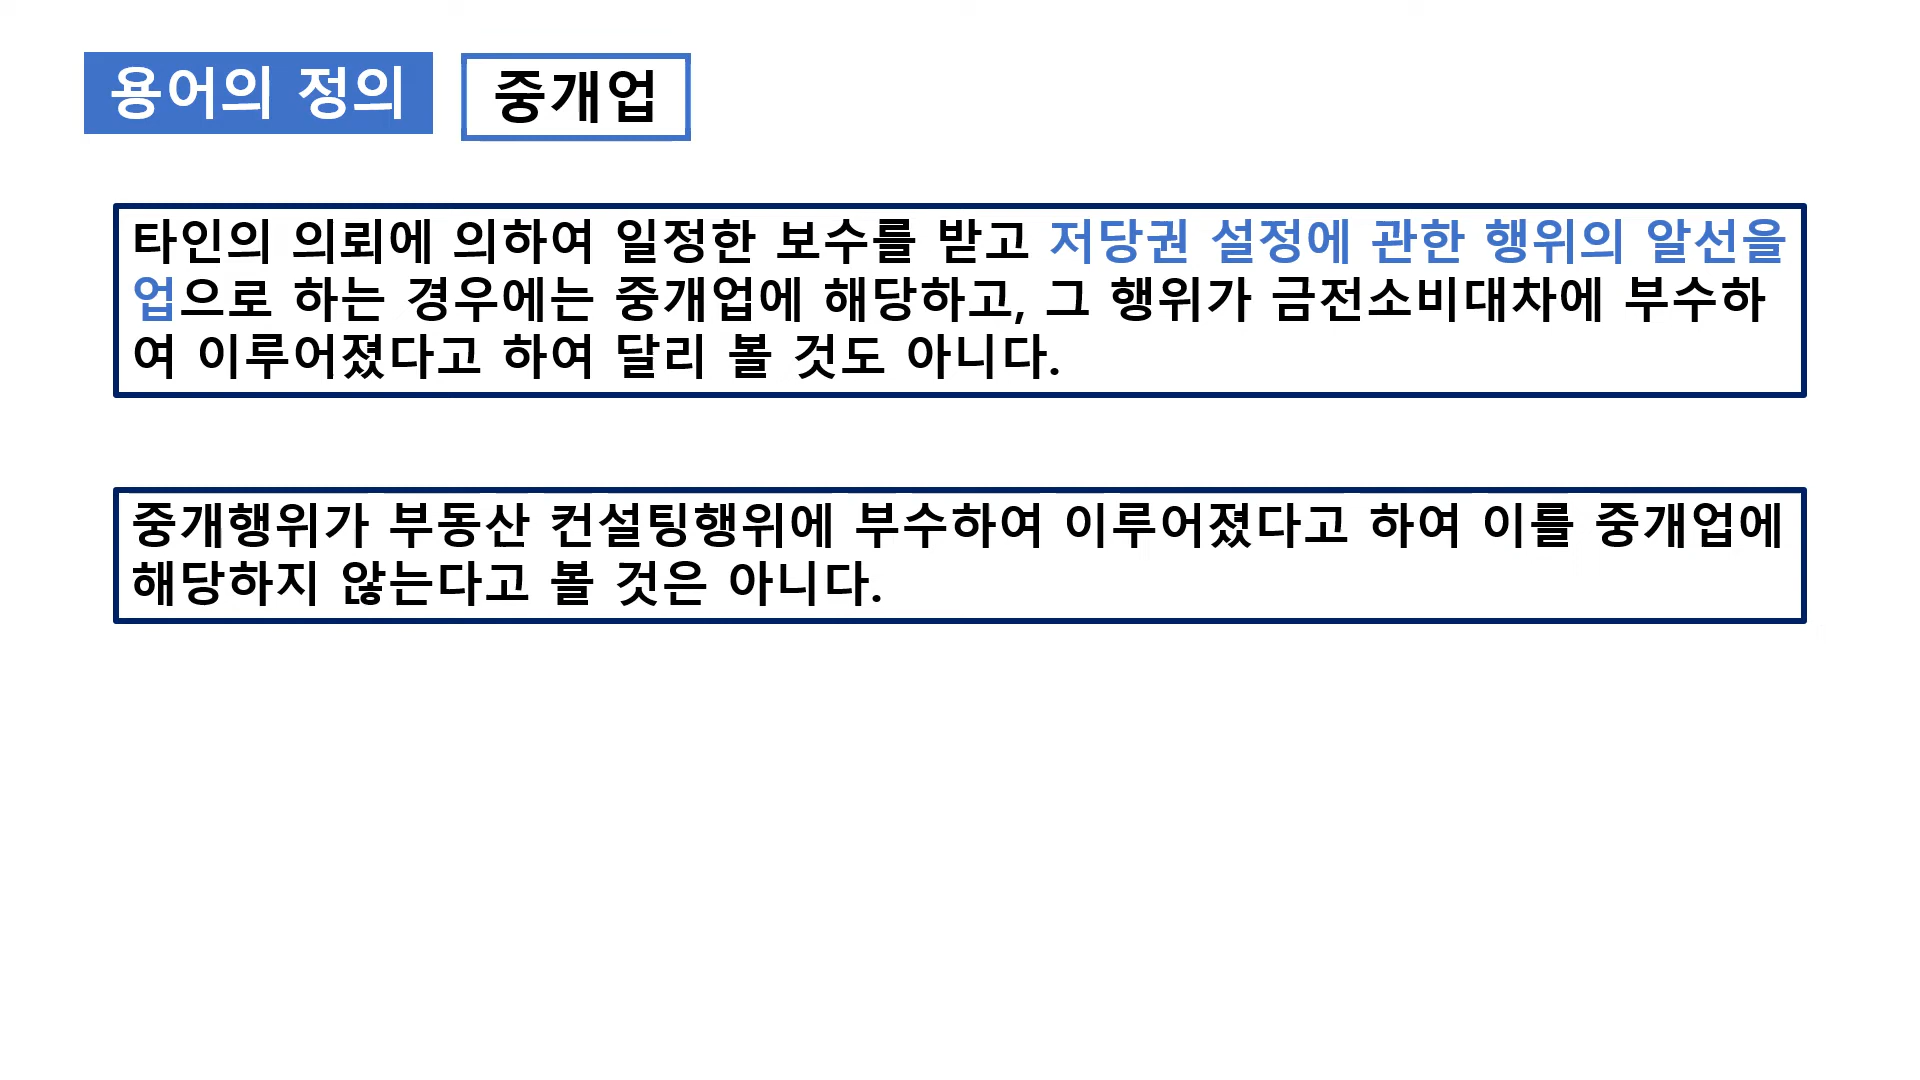 용어의 정의
중개업
타인의 의뢰에 의하여 일정한 보수를 받고 저당권 설정에 관한 행위의 알선을
업으로 하는 경우에는 중개업에 해당하고, 그 행위가 금전소비대차에 부수하
여 이루어졌다고 하여 달리 볼 것도 아니다.
중개행위가 부동산 컨설팅행위에 부수하여 이루어졌다고 하여 이를 중개업에
해당하지 않는다고 볼 것은 아니다.